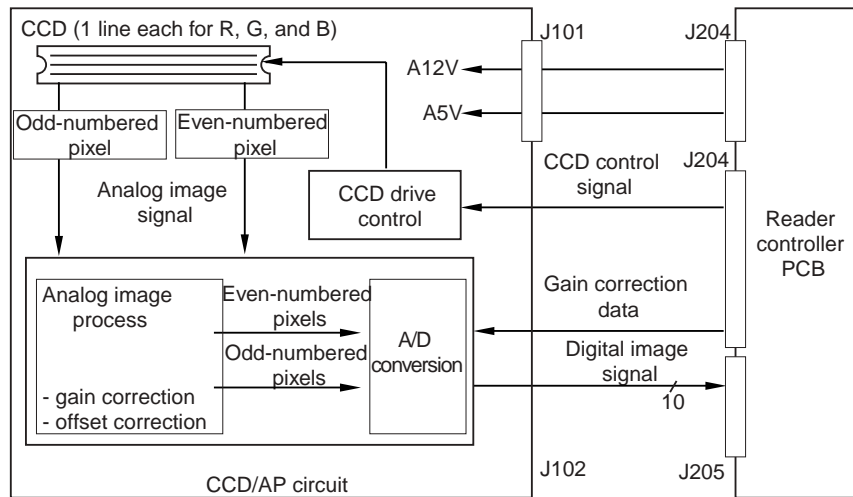 CCD (1 line each for R, G, and B)
J101
J204
A12V
A5V
Odd-numbered
pixel
Even-numbered
pixel
Analog image
signal
CCD drive
control
CCD control
signal
J204
Reader
controller
PCB
Analog image
process
- gain correction
- offset correction
Even-numbered
pixels
Odd-numbered
pixels
A/D
conversion
Gain correction
data
Digital image
signal
10
J102
J205
CCD/AP circuit